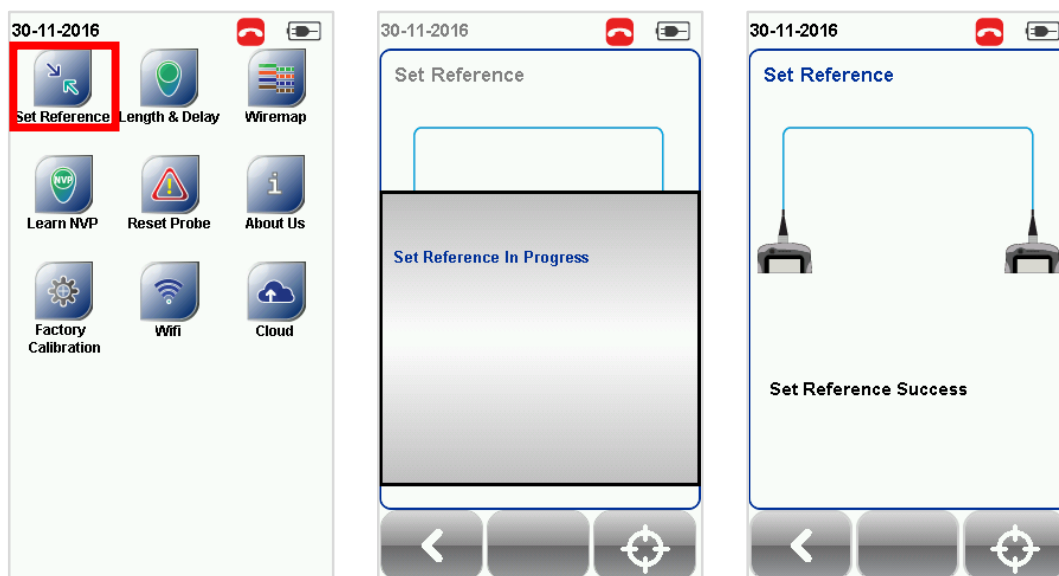 30-11-2016
Set Reference
Length & Delay
Wiremap
NVP
Learn NVP
Reset Probe
i
About Us
Factory
Calibration
Wifi
Cloud
30-11-2016
Set Reference
Set Reference In Progress
30-11-2016
Set Reference
Set Reference Success